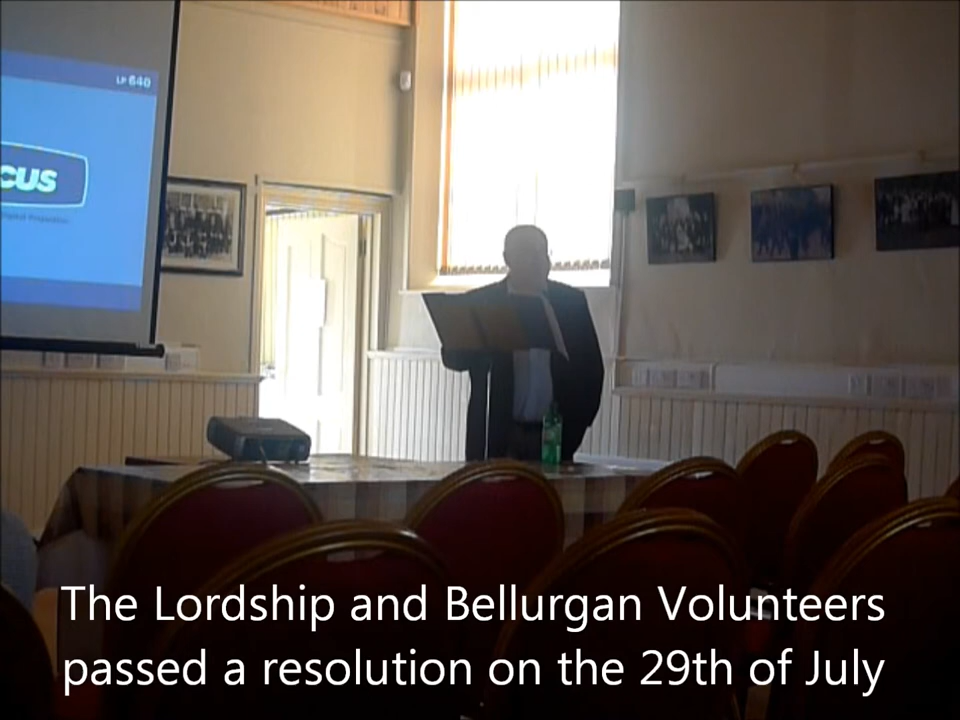 LP 640
cus
The Lordship and Bellurgan Volunteers
passed a resolution on the 29th of July